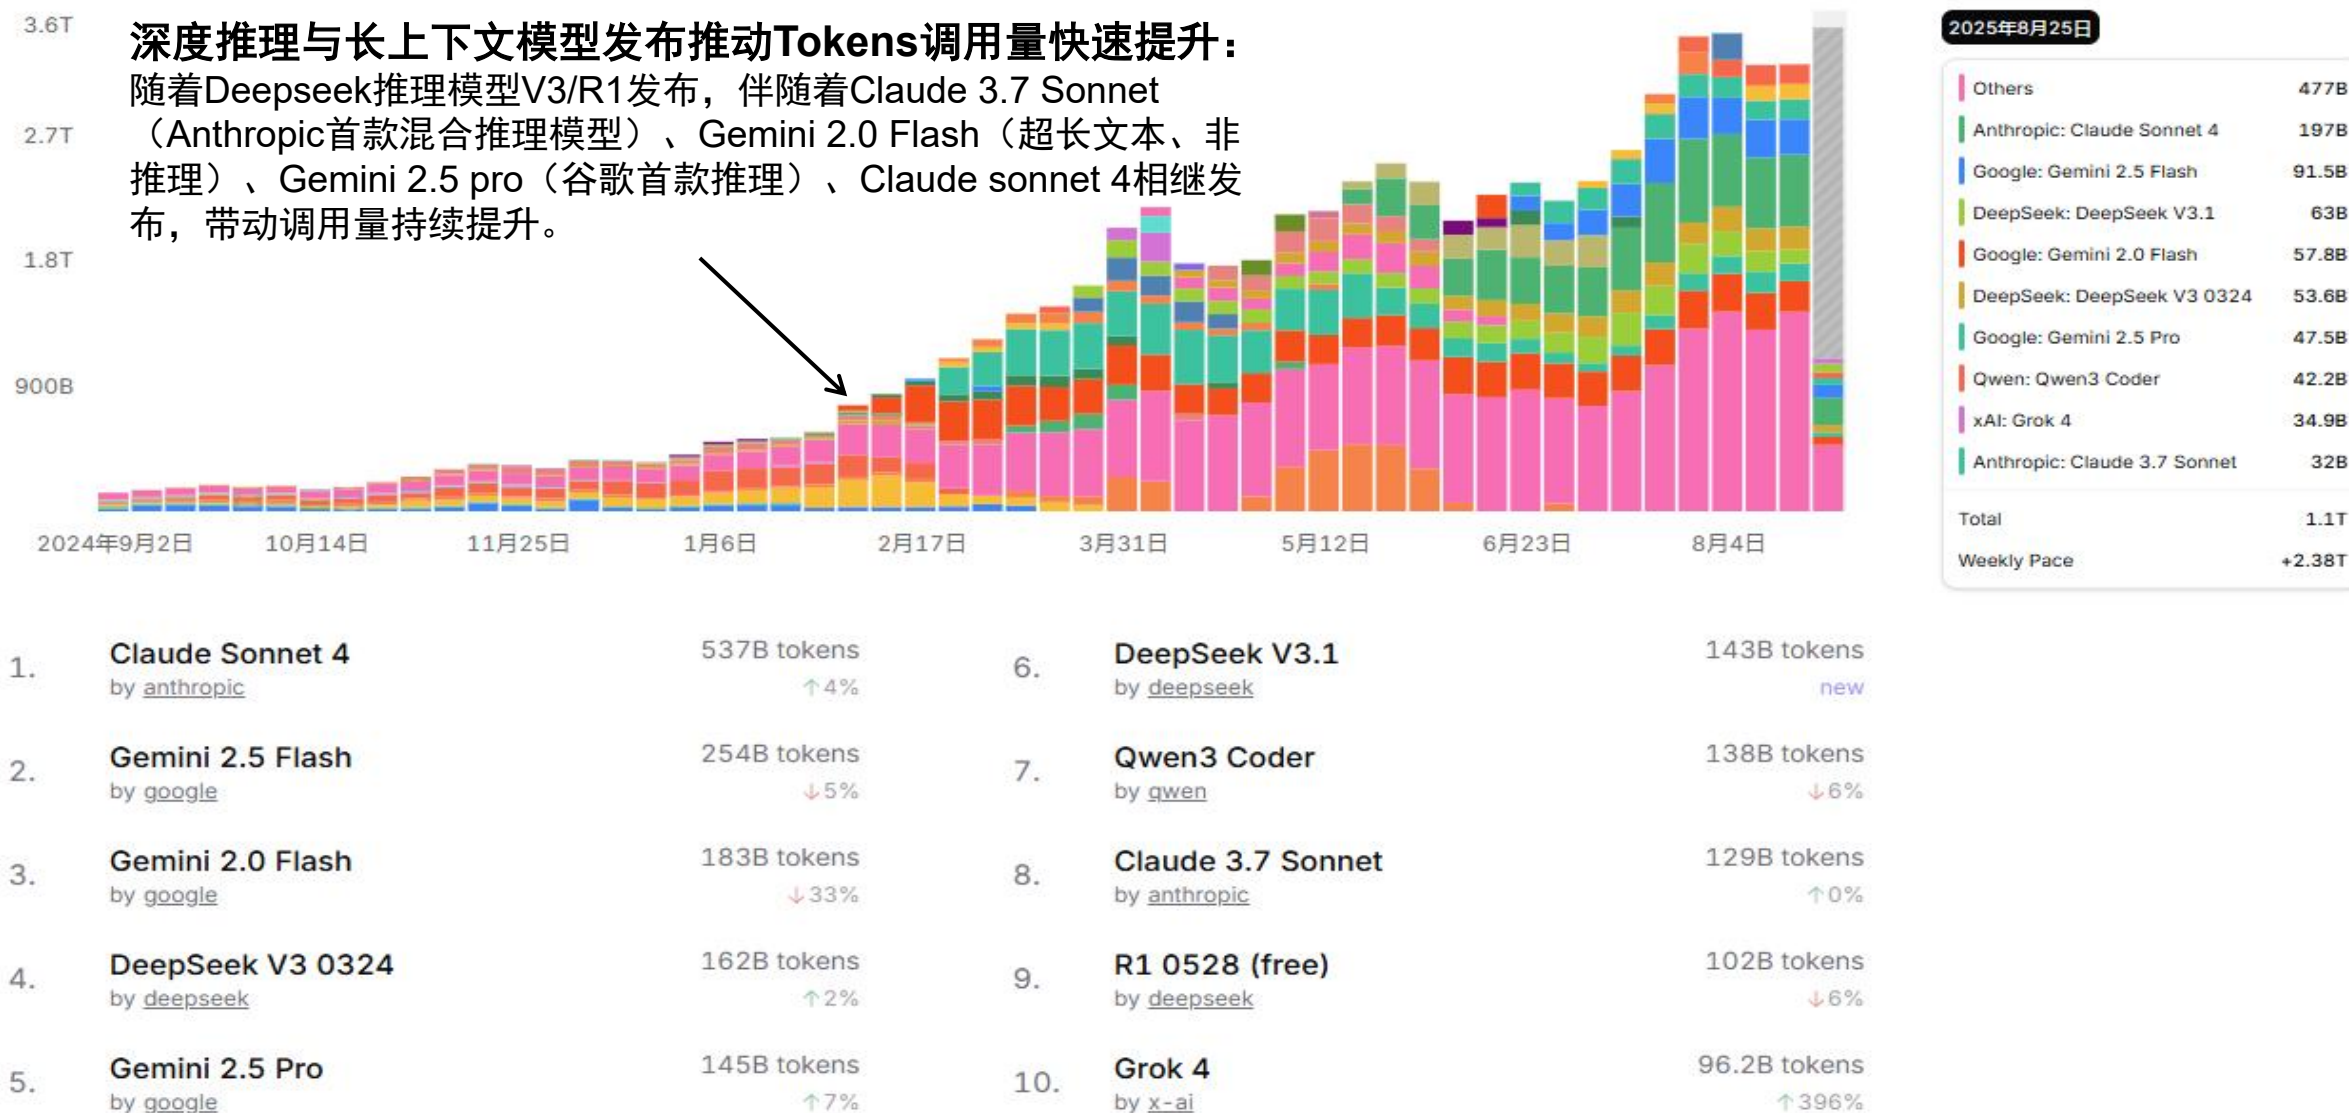 深度推理与长上下文模型发布推动Tokens调用量快速提升：
随着Deepseek推理模型V3/R1发布，伴随着Claude 3.7 Sonnet
（Anthropic首款混合推理模型）、Gemini 2.0 Flash（超长文本、非
推理）、Gemini 2.5 pro（谷歌首款推理）、Claude sonnet 4相继发
布，带动调用量持续提升。
3.6T
2.7T
1.8T
900B
2024年9月2日
10月14日
11月25日
1月6日
2月17日
3月31日
5月12日
6月23日
8月4日
2025年8月25日
Others 477B
Anthropic: Claude Sonnet 4 197B
Google: Gemini 2.5 Flash 91.5B
DeepSeek: DeepSeek V3.1 63B
Google: Gemini 2.0 Flash 57.8B
DeepSeek: DeepSeek V3 0324 53.6B
Google: Gemini 2.5 Pro 47.5B
Qwen: Qwen3 Coder 42.2B
xAI: Grok 4 34.9B
Anthropic: Claude 3.7 Sonnet 32B
Total 1.1T
Weekly Pace +2.38T
1. Claude Sonnet 4 537B tokens
by anthropic ↑4%
2. Gemini 2.5 Flash 254B tokens
by google ↓5%
3. Gemini 2.0 Flash 183B tokens
by google ↓33%
4. DeepSeek V3 0324 162B tokens
by deepseek ↑2%
5. Gemini 2.5 Pro 145B tokens
by google ↑7%
6. DeepSeek V3.1 143B tokens
by deepseek new
7. Qwen3 Coder 138B tokens
by qwen ↓6%
8. Claude 3.7 Sonnet 129B tokens
by anthropic ↑0%
9. R1 0528 (free) 102B tokens
by deepseek ↓6%
10. Grok 4 96.2B tokens
by x-ai ↑396%